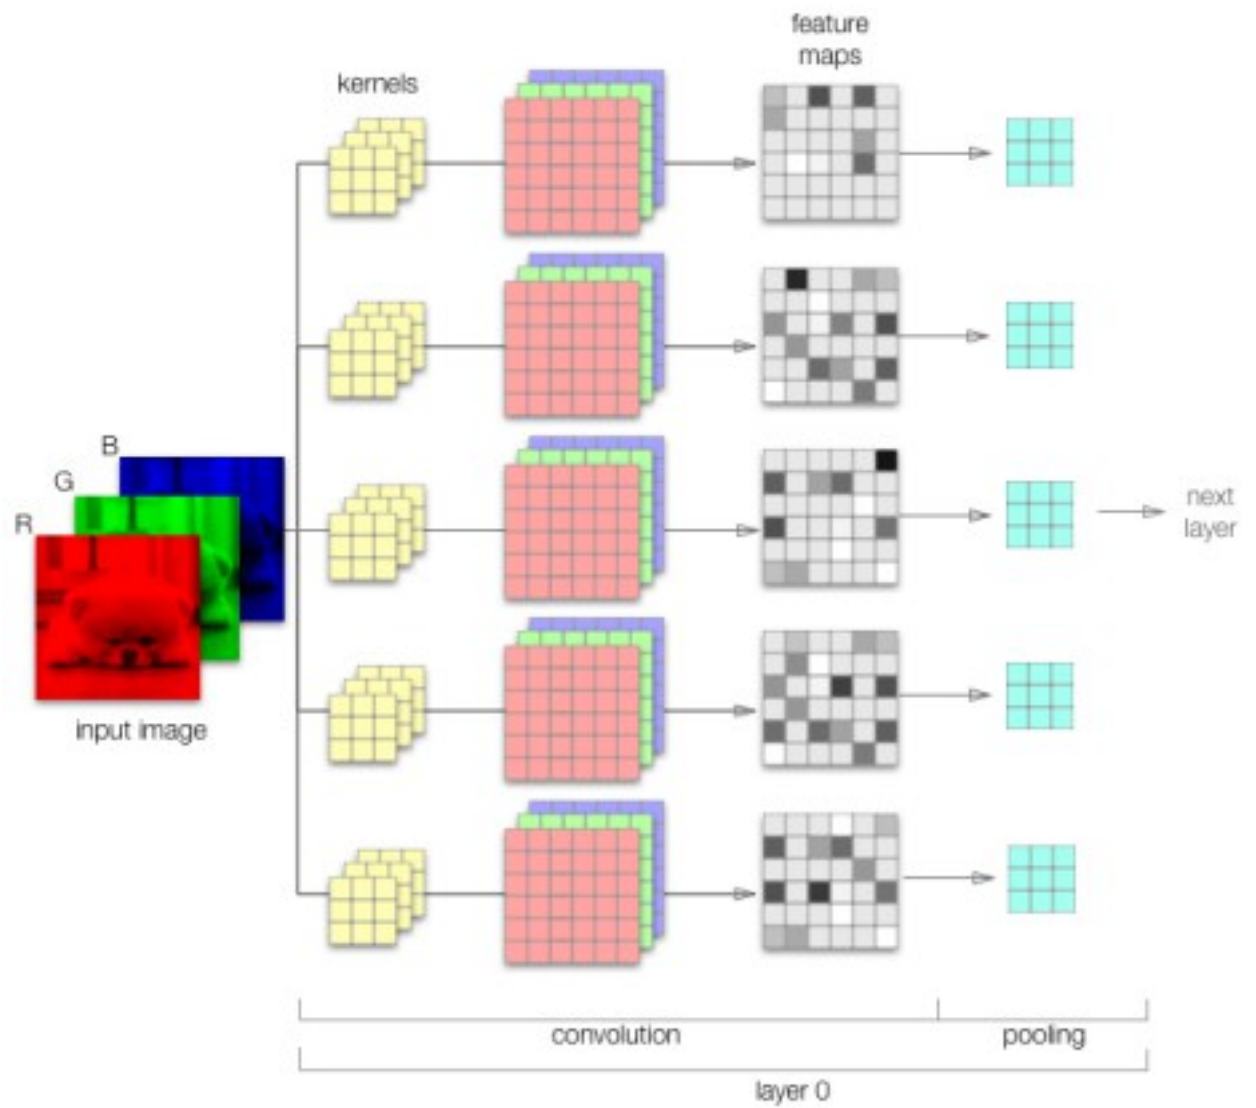 feature
maps
kernels
B
G
R
input image
next
layer
convolution
pooling
layer 0